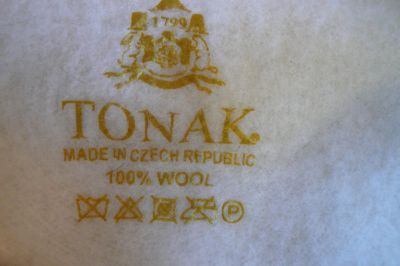 1799
TONAK
MADE IN CZECH REPUBLIC
100% WOOL
P